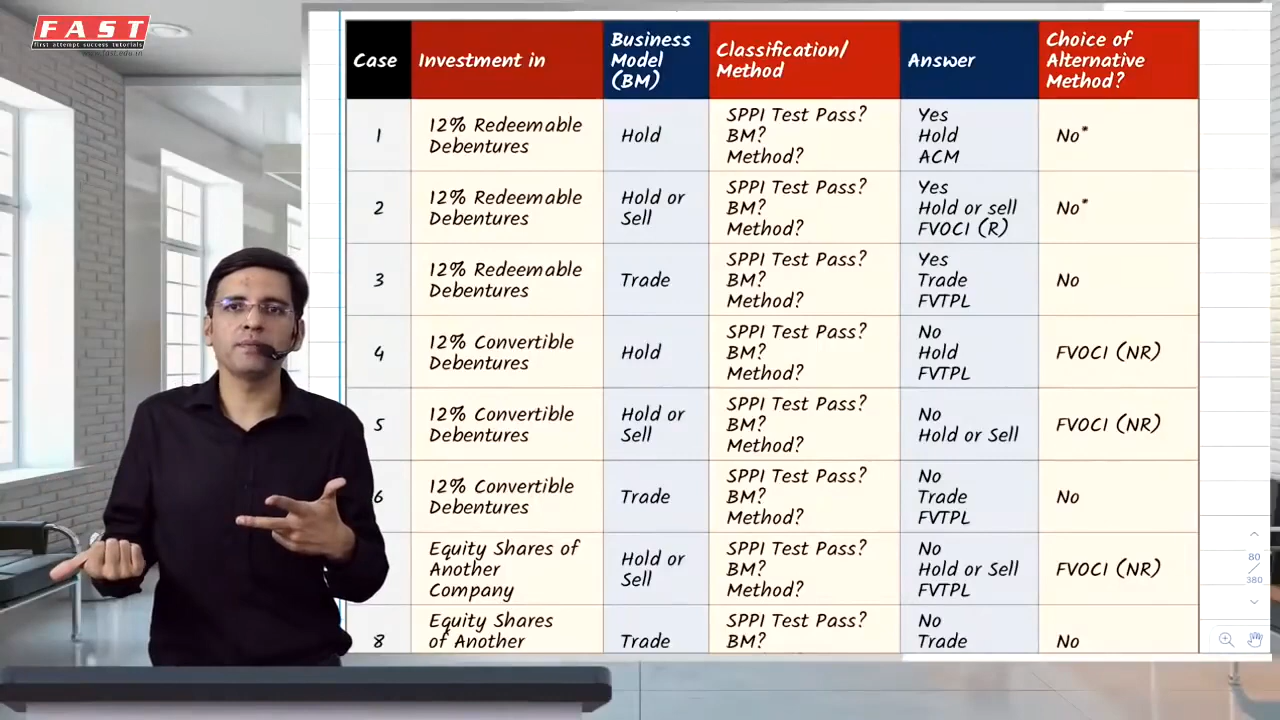 FAST
first attempt success tutorials
www.fast.edu.in
Case
Investment in
Business
Model
(BM)
Classification/
Method
Answer
Choice of
Alternative
Method?
1
12% Redeemable
Debentures
Hold
SPPI Test Pass?
BM?
Method?
Yes
Hold
ACM
No*
2
12% Redeemable
Debentures
Hold or
Sell
SPPI Test Pass?
BM?
Method?
Yes
Hold or sell
FVOCI (R)
No*
3
12% Redeemable
Debentures
Trade
SPPI Test Pass?
BM?
Method?
Yes
Trade
FVTPL
No
4
12% Convertible
Debentures
Hold
SPPI Test Pass?
BM?
Method?
No
Hold
FVTPL
FVOCI (NR)
5
12% Convertible
Debentures
Hold or
Sell
SPPI Test Pass?
BM?
Method?
No
Hold or Sell
FVOCI (NR)
6
12% Convertible
Debentures
Trade
SPPI Test Pass?
BM?
Method?
No
Trade
FVTPL
No
Equity Shares of
Another
Company
Hold or
Sell
SPPI Test Pass?
BM?
Method?
No
Hold or Sell
FVTPL
FVOCI (NR)
8
Equity Shares
of Another
Trade
SPPI Test Pass?
BM?
No
Trade
No
80
380